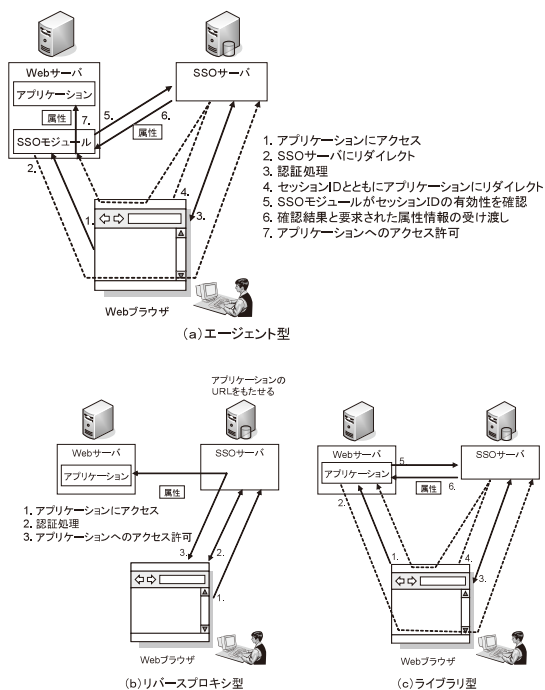 Webサーバ
SSOサーバ
アプリケーション
属性
7.
5.
6.
SSOモジュール
属性
2.
4.
1.
3.
1. アプリケーションにアクセス
2. SSOサーバにリダイレクト
3. 認証処理
4. セッションIDとともにアプリケーションにリダイレクト
5. SSOモジュールがセッションIDの有効性を確認
6. 確認結果と要求された属性情報の受け渡し
7. アプリケーションへのアクセス許可
Webブラウザ
(a)エージェント型
アプリケーションの
URLをもたせる
Webサーバ
SSOサーバ
アプリケーション
属性
1. アプリケーションにアクセス
2. 認証処理
3. アプリケーションへのアクセス許可
3.
2.
1.
Webブラウザ
(b)リバースプロキシ型
Webサーバ
SSOサーバ
アプリケーション
5.
属性
6.
2.
1.
4.
3.
Webブラウザ
(c)ライブラリ型